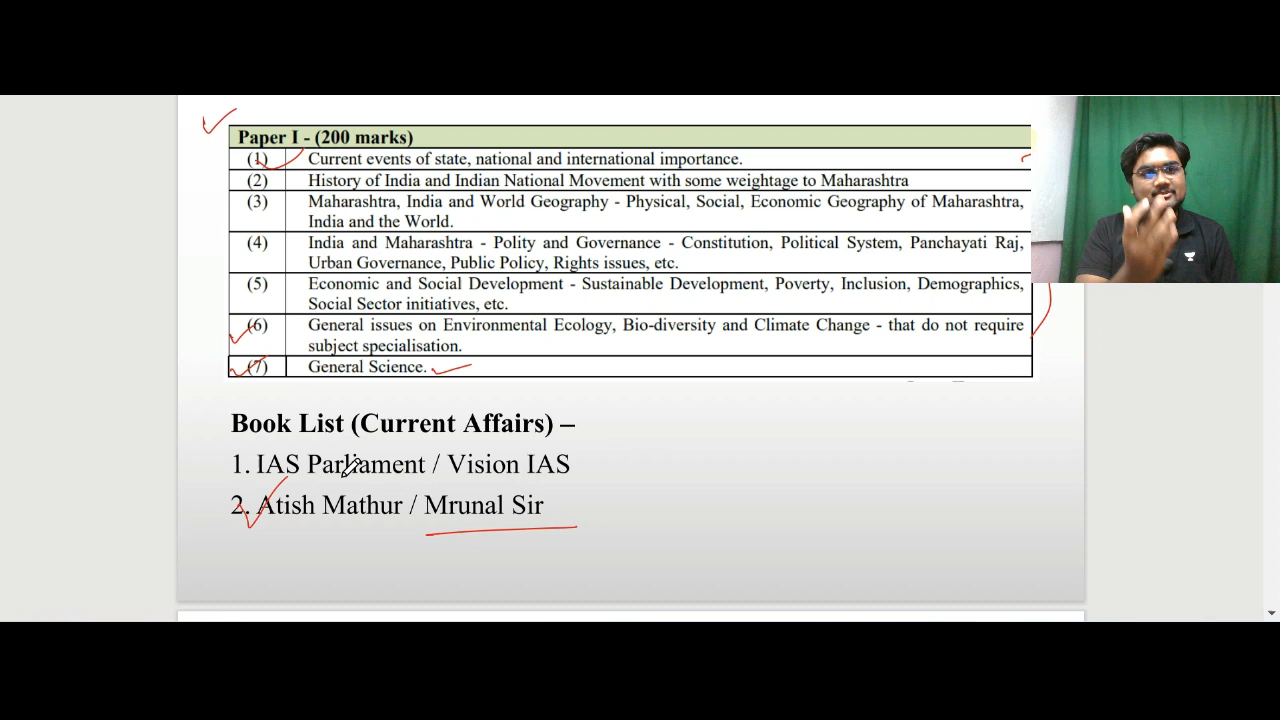 Paper I - (200 marks)
(1) Current events of state, national and international importance.
(2) History of India and Indian National Movement with some weightage to Maharashtra
(3) Maharashtra, India and World Geography - Physical, Social, Economic Geography of Maharashtra,
India and the World.
(4) India and Maharashtra - Polity and Governance - Constitution, Political System, Panchayati Raj,
Urban Governance, Public Policy, Rights issues, etc.
(5) Economic and Social Development - Sustainable Development, Poverty, Inclusion, Demographics,
Social Sector initiatives, etc.
(6) General issues on Environmental Ecology, Bio-diversity and Climate Change - that do not require
subject specialisation.
(7) General Science.
Book List (Current Affairs) –
1. IAS Parliament / Vision IAS
2. Atish Mathur / Mrunal Sir